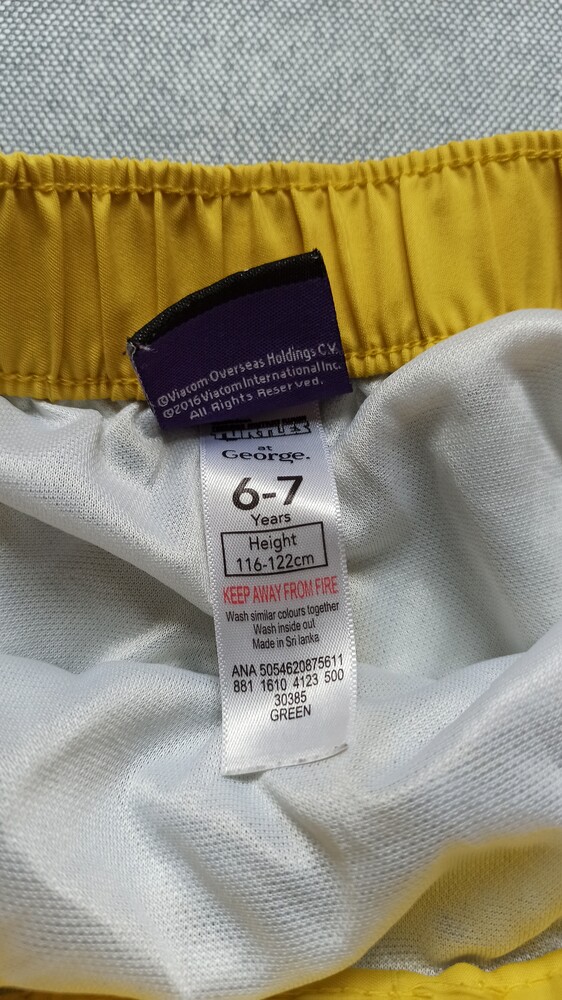 ©Viacom Overseas Holdings C.V.
©2016 Viacom International Inc.
All Rights Reserved.
TURTLES
at
George.
6-7
Years
Height
116-122cm
KEEP AWAY FROM FIRE
Wash similar colours together
Wash inside out
Made in Sri lanka
ANA 5054620875611
881 1610 4123 500
30385
GREEN